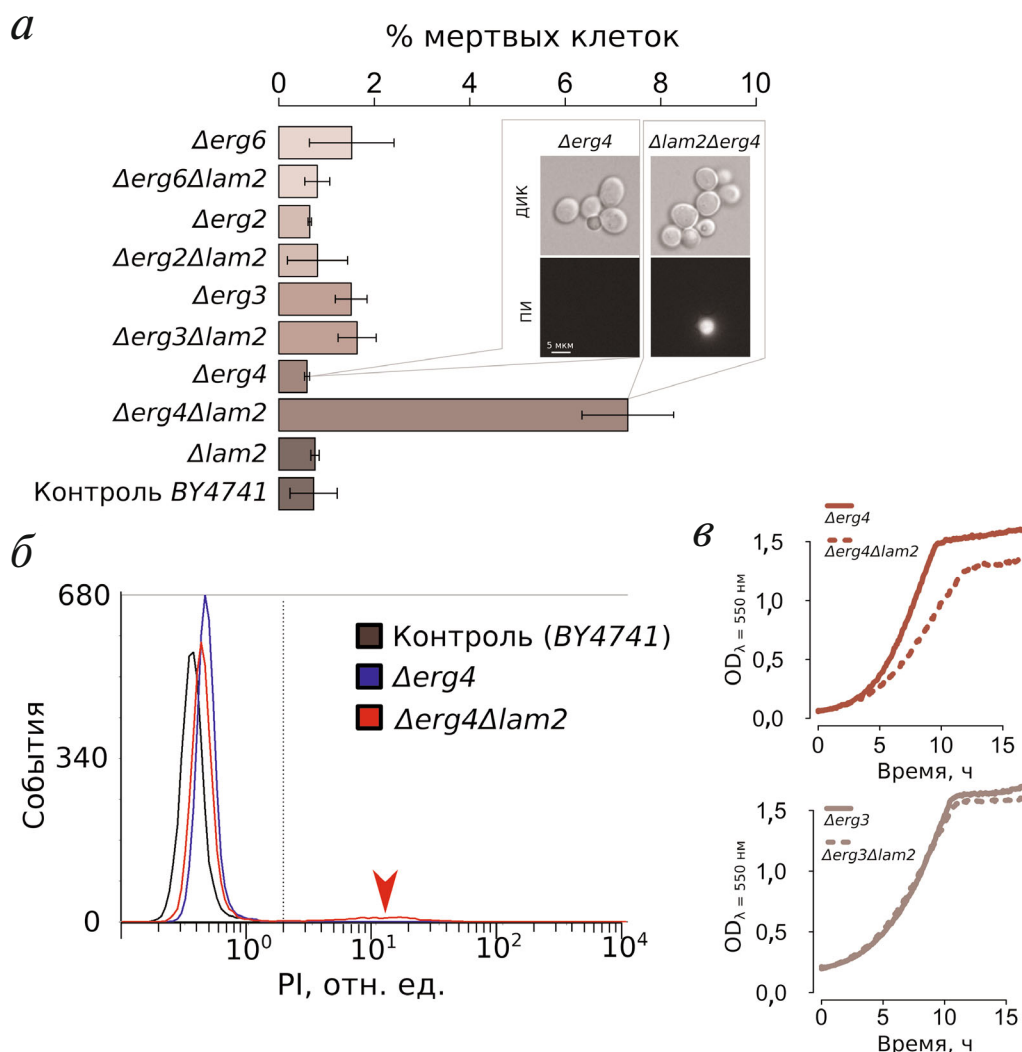 а
% мертвых клеток
0 2 4 6 8 10
Δerg6
Δerg6Δlam2
Δerg2
Δerg2Δlam2
Δerg3
Δerg3Δlam2
Δerg4
Δerg4Δlam2
Δlam2
Контроль BY4741
Δerg4 Δlam2Δerg4
ДИК
ПИ
5 мкм
б
680
340
0
События
Контроль (BY4741)
Δerg4
Δerg4Δlam2
10⁰ 10¹ 10² 10⁴
PI, отн. ед.
в
Δerg4
Δerg4Δlam2
1,5
1,0
0,5
0,0
ODλ = 550 нм
0 5 10 15
Время, ч
Δerg3
Δerg3Δlam2
1,5
1,0
0,5
0,0
ODλ = 550 нм
0 5 10 15
Время, ч